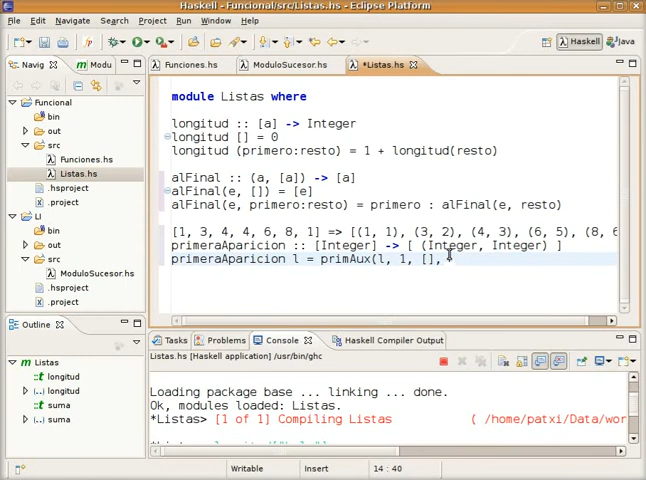 Haskell - Funcional/src/Listas.hs - Eclipse Platform
File Edit Navigate Search Project Run Window Help
Haskell Java
Navig Modu
Funciones.hs ModuloSucesor.hs *Listas.hs
Funcional
bin
out
src
Funciones.hs
Listas.hs
.hsproject
.project
LI
bin
out
src
ModuloSucesor.hs
.hsproject
.project
module Listas where
longitud :: [a] -> Integer
longitud [] = 0
longitud (primero:resto) = 1 + longitud(resto)
alFinal :: (a, [a]) -> [a]
alFinal(e, []) = [e]
alFinal(e, primero:resto) = primero : alFinal(e, resto)
[1, 3, 4, 4, 6, 8, 1] => [(1, 1), (3, 2), (4, 3), (6, 5), (8, 6
primeraAparicion :: [Integer] -> [ (Integer, Integer) ]
primeraAparicion l = primAux(l, 1, [],
Outline
Listas
longitud
longitud
suma
suma
Tasks Problems Console Haskell Compiler Output
Listas.hs [Haskell application] /usr/bin/ghc
Loading package base ... linking ... done.
Ok, modules loaded: Listas.
*Listas> [1 of 1] Compiling Listas ( /home/patxi/Data/wor
Writable Insert 14 : 40